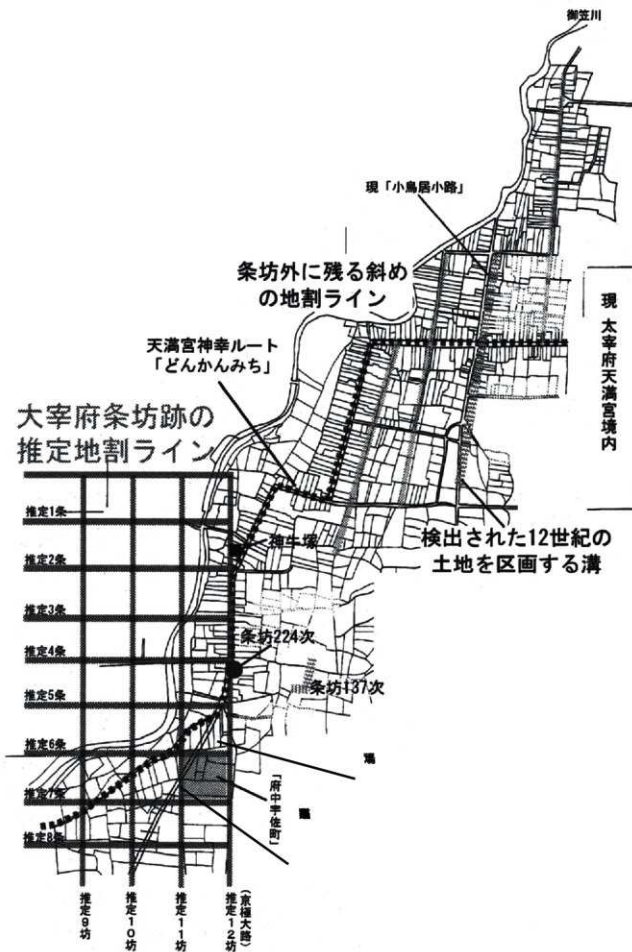 御笠川
現「小鳥居小路」
条坊外に残る斜め
の地割ライン
現 太宰府天満宮境内
天満宮神幸ルート
「どんかんみち」
大宰府条坊跡の
推定地割ライン
推定1条
検出された12世紀の
土地を区画する溝
神牛塚
推定2条
推定3条
推定4条
条坊224次
推定5条
条坊137次
推定6条
推定7条
「府中宇佐町」
推定8条
推定9坊
推定10坊
推定11坊
推定12坊
(京極大路)